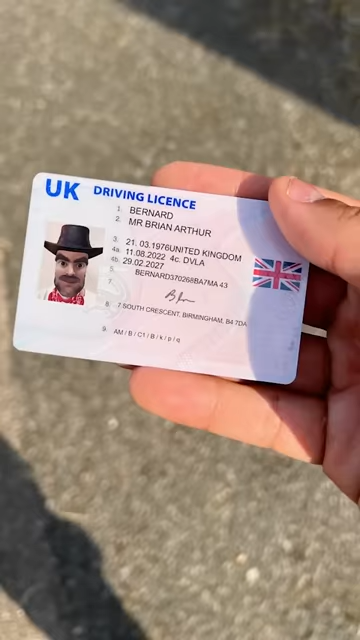 UK DRIVING LICENCE
1. BERNARD
2. MR BRIAN ARTHUR
3. 21. 03.1976UNITED KINGDOM
4a. 11.08.2022 4c. DVLA
4b. 29.02.2027
5. BERNARD370268BA7MA 43
7.
8. 7.SOUTH CRESCENT, BIRMINGHAM, B4 7DA
9. AM / B / C1 / B / k / p / q